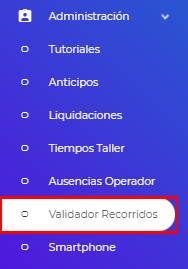 Administración
Tutoriales
Anticipos
Liquidaciones
Tiempos Taller
Ausencias Operador
Validador Recorridos
Smartphone